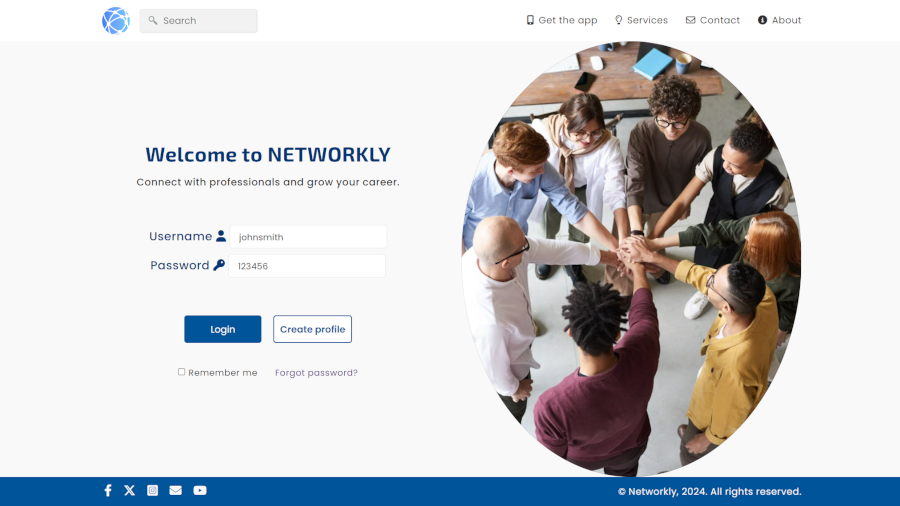 Search
Get the app
Services
Contact
About
Welcome to NETWORKLY
Connect with professionals and grow your career.
Username
johnsmith
Password
123456
Login
Create profile
Remember me
Forgot password?
© Networkly, 2024. All rights reserved.